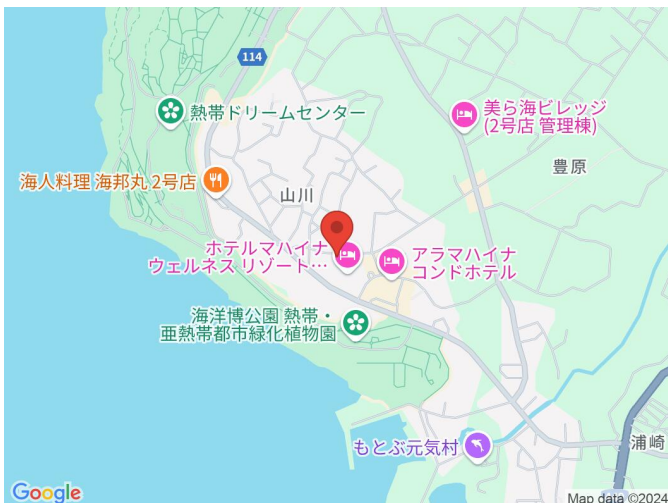 114
熱帯ドリームセンター
美ら海ビレッジ
(2号店 管理棟)
豊原
海人料理 海邦丸 2号店
山川
ホテルマハイナ
ウェルネス リゾート…
アラマハイナ
コンドホテル
海洋博公園 熱帯・
亜熱帯都市緑化植物園
もとぶ元気村
浦崎
Google
Map data ©2024